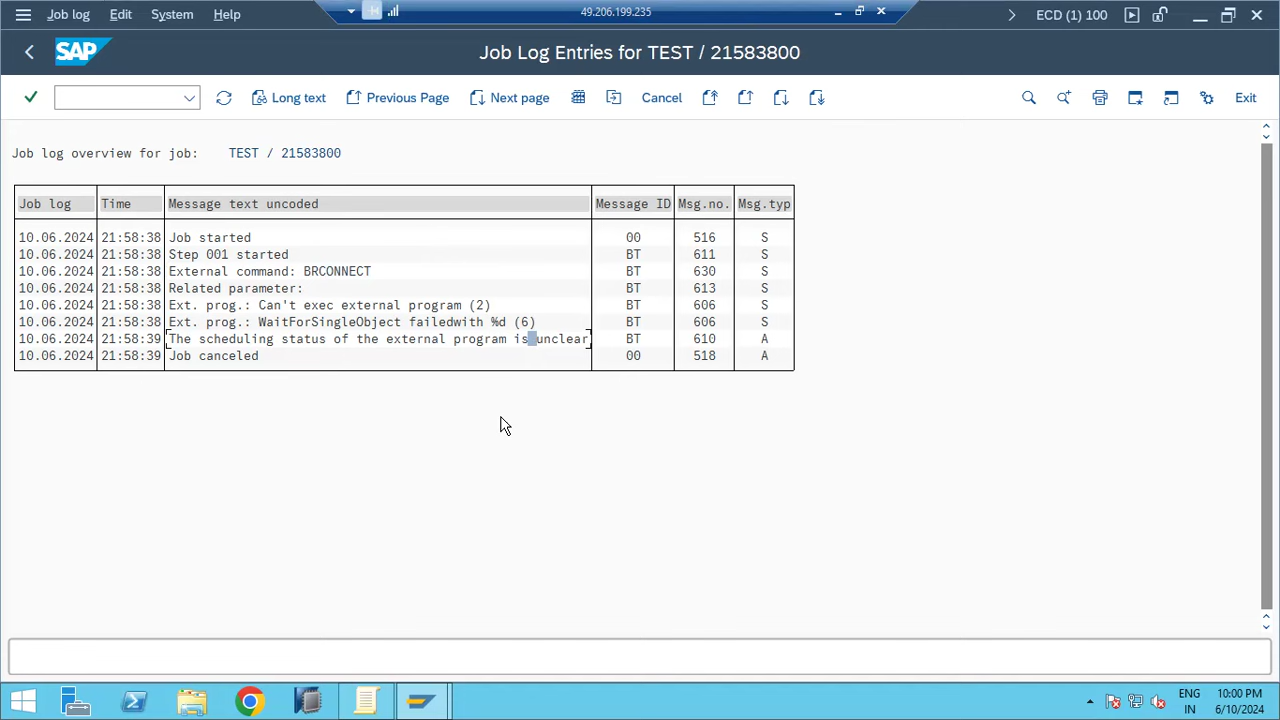 Job log Edit System Help 49.206.199.235 ECD (1) 100
SAP Job Log Entries for TEST / 21583800
Long text Previous Page Next page Cancel Exit
Job log overview for job: TEST / 21583800
Job log Time Message text uncoded Message ID Msg.no. Msg.typ
10.06.2024 21:58:38 Job started 00 516 S
10.06.2024 21:58:38 Step 001 started BT 611 S
10.06.2024 21:58:38 External command: BRCONNECT BT 630 S
10.06.2024 21:58:38 Related parameter: BT 613 S
10.06.2024 21:58:38 Ext. prog.: Can't exec external program (2) BT 606 S
10.06.2024 21:58:38 Ext. prog.: WaitForSingleObject failedwith %d (6) BT 606 S
10.06.2024 21:58:39 The scheduling status of the external program is unclear BT 610 A
10.06.2024 21:58:39 Job canceled 00 518 A
ENG 10:00 PM
IN 6/10/2024